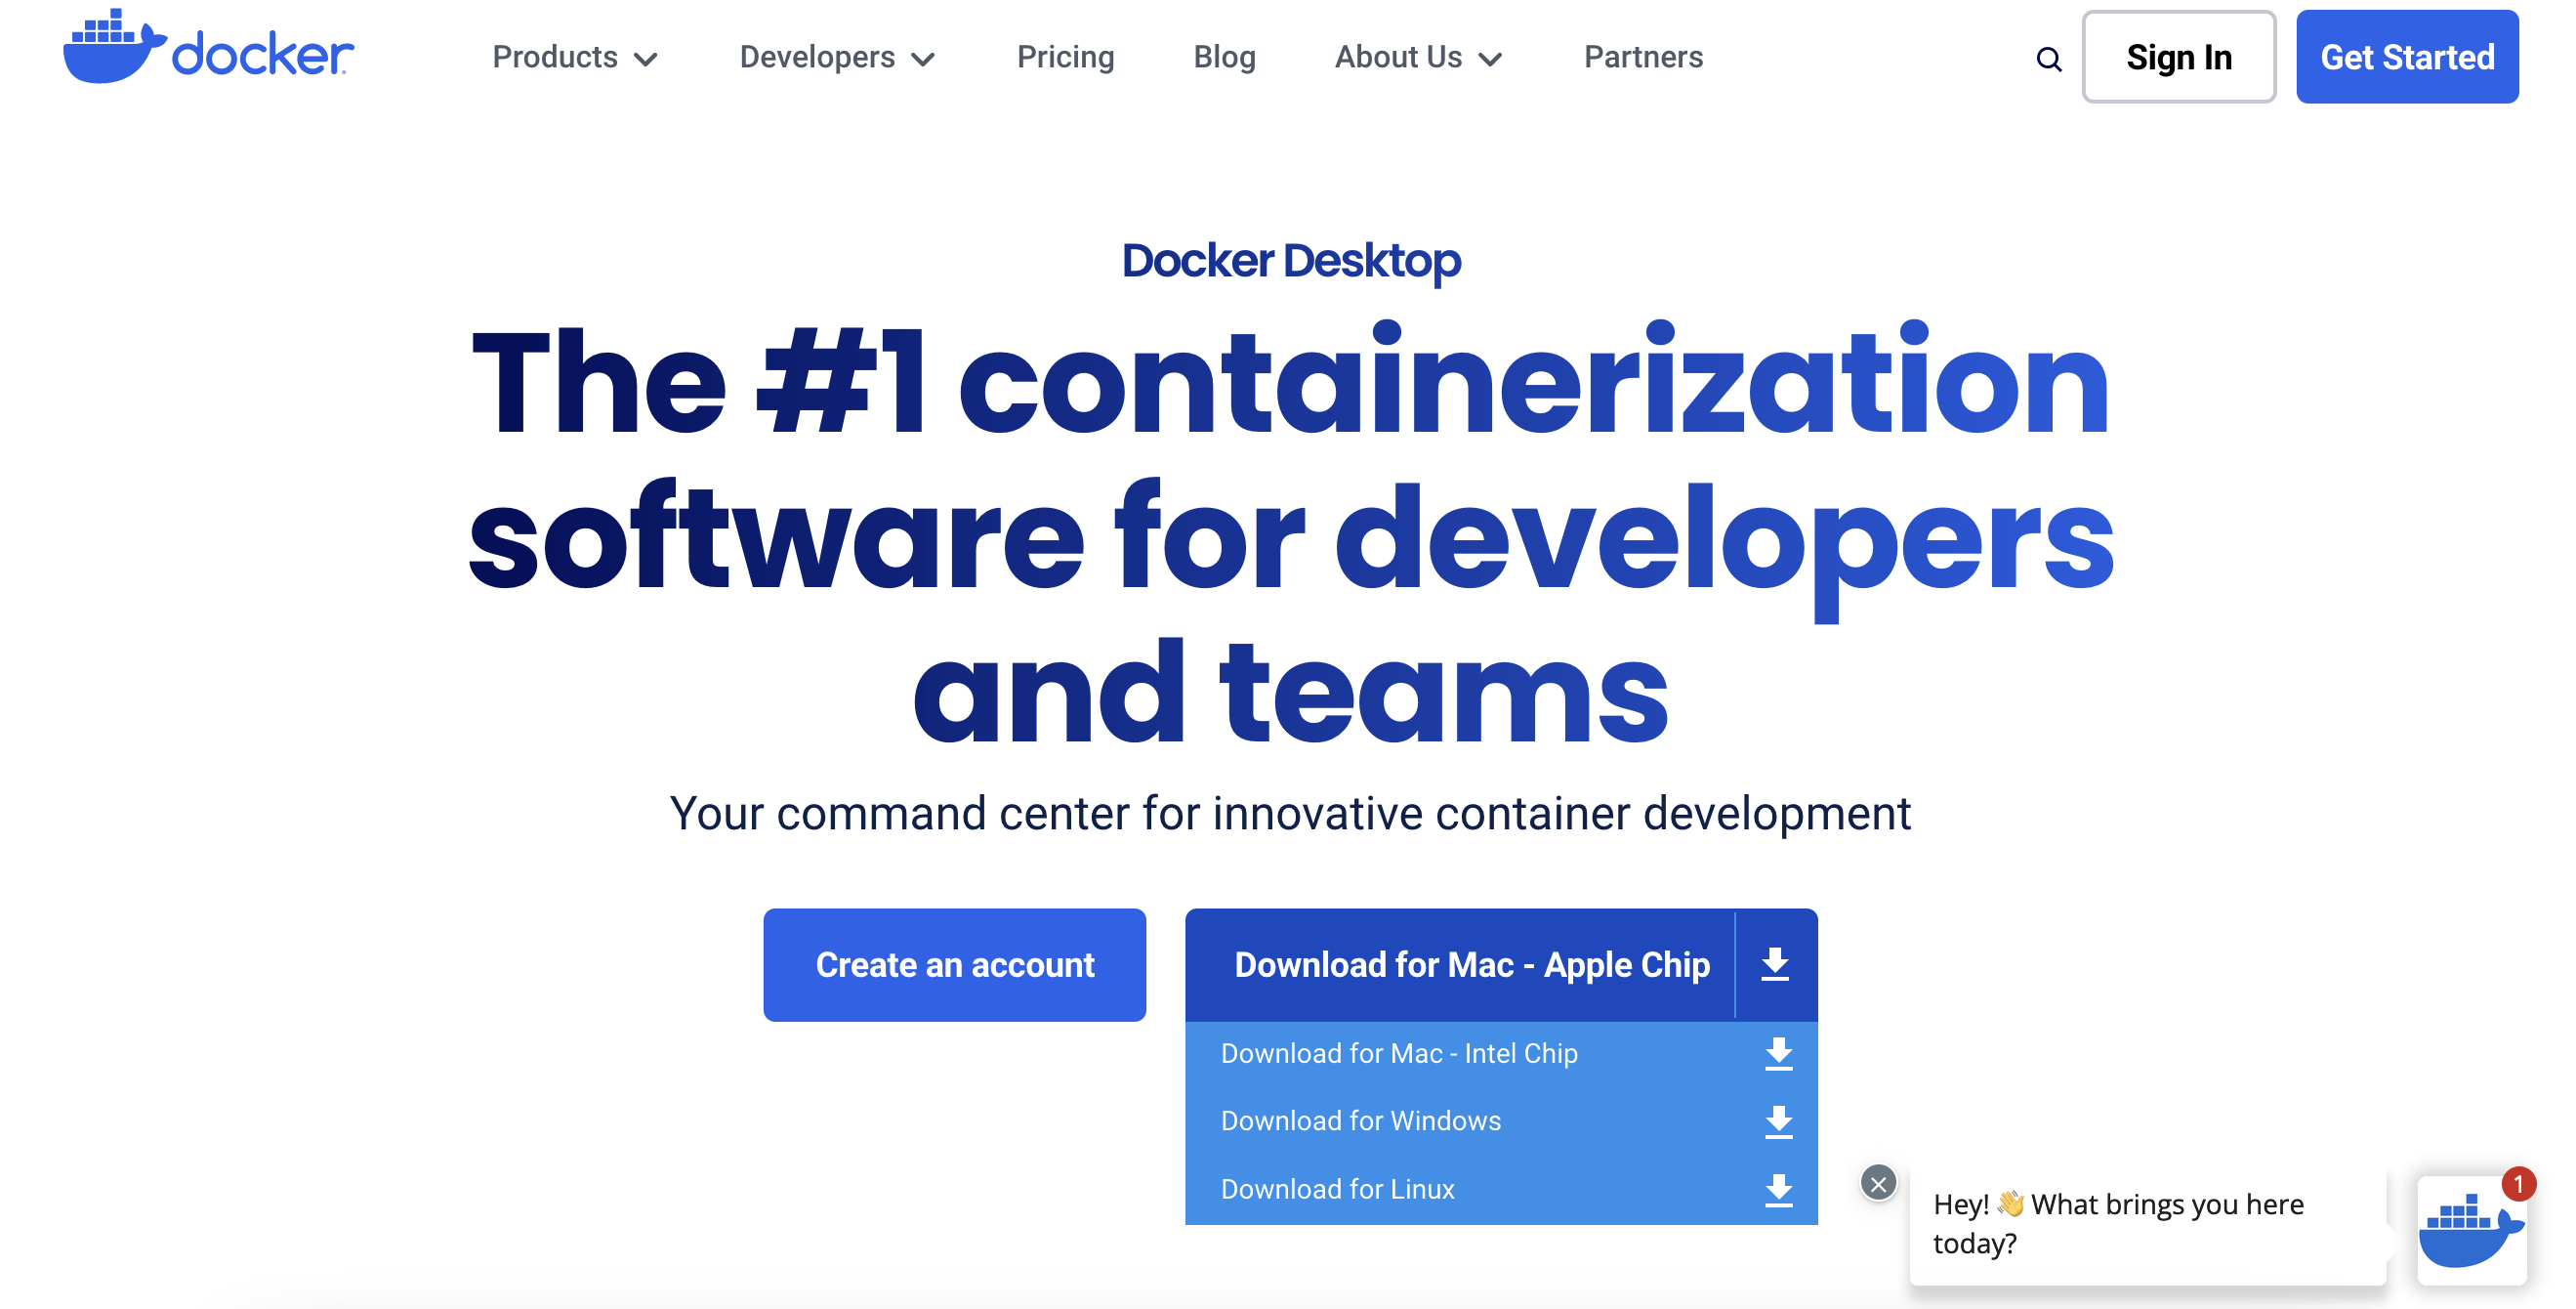 docker
Products
Developers
Pricing
Blog
About Us
Partners
Sign In
Get Started
Docker Desktop
The #1 containerization
software for developers
and teams
Your command center for innovative container development
Create an account
Download for Mac - Apple Chip
Download for Mac - Intel Chip
Download for Windows
Download for Linux
Hey! 👋 What brings you here
today?
1